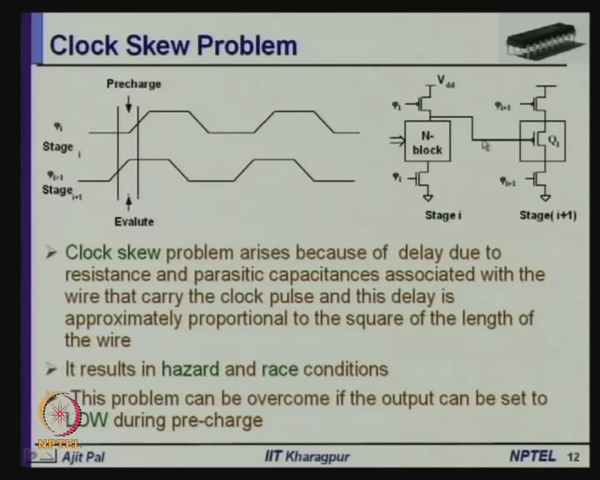 Clock Skew Problem
Precharge
φi
Stage i
φi+1
Stage i+1
Evalute
Vdd
φi
N-
block
φi
Stage i
φi+1
Q1
φi+1
Stage( i+1)
Clock skew problem arises because of delay due to
resistance and parasitic capacitances associated with the
wire that carry the clock pulse and this delay is
approximately proportional to the square of the length of
the wire
It results in hazard and race conditions
This problem can be overcome if the output can be set to
LOW during pre-charge
NPTEL
Ajit Pal
IIT Kharagpur
NPTEL 12